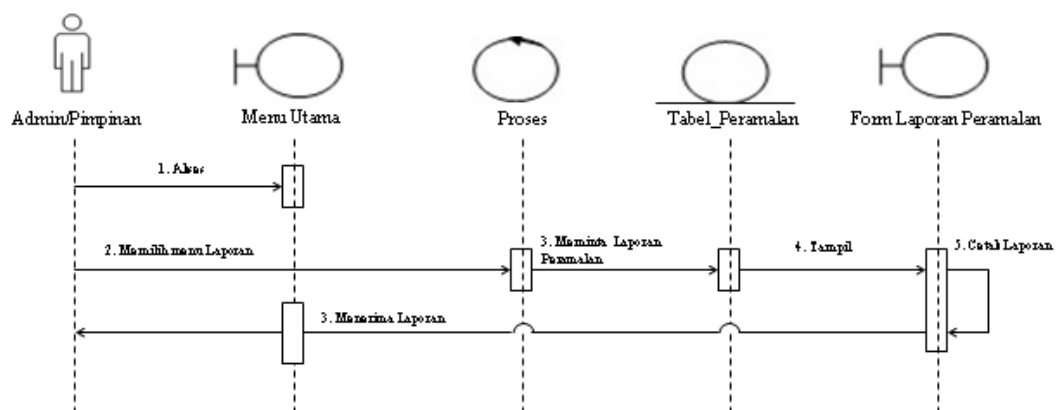 Admin/Pimpinan
Menu Utama
Proses
Tabel_Peramalan
Form Laporan Peramalan
1. Akses
2. Memilih menu Laporan
3. Meminta Laporan
Peramalan
4. Tampil
5. Cetak Laporan
3. Menerima Laporan